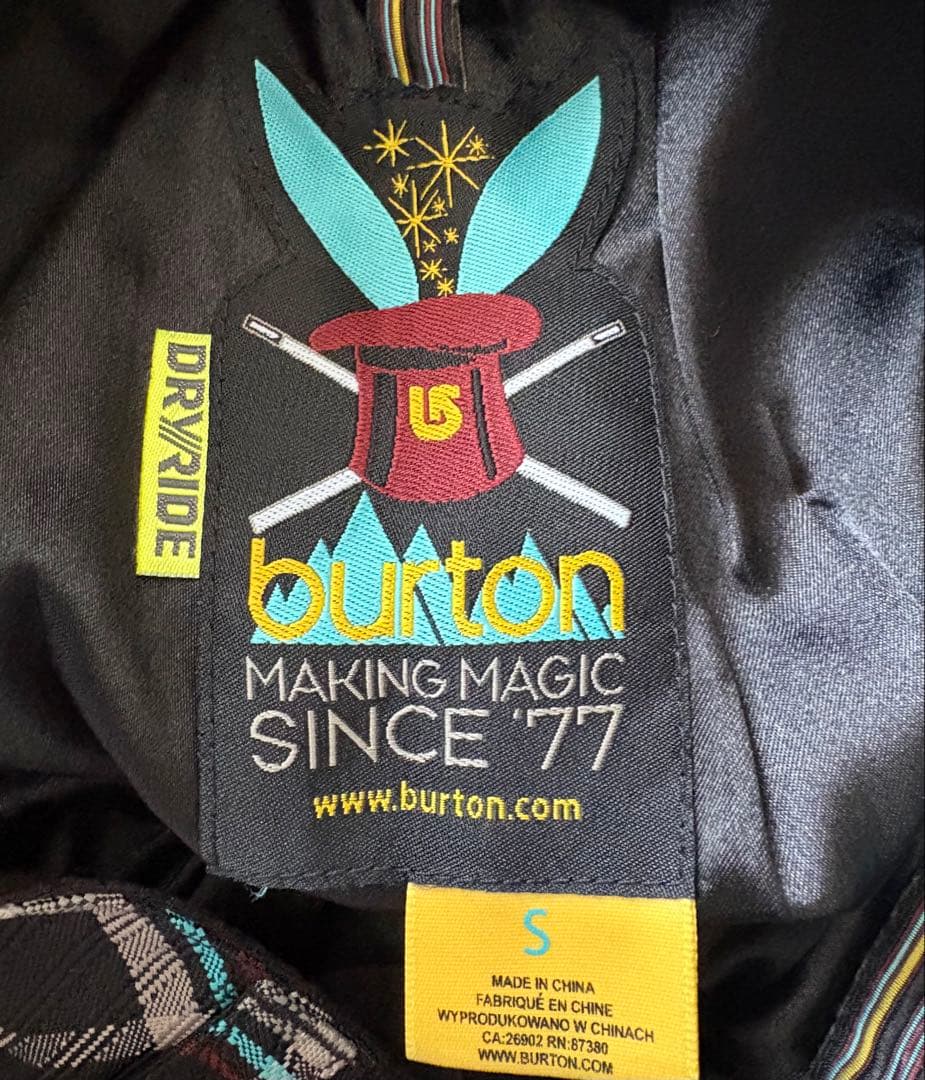 DRY//RIDE
burton
MAKING MAGIC
SINCE '77
www.burton.com
S
MADE IN CHINA
FABRIQUÉ EN CHINE
WYPRODUKOWANO W CHINACH
CA:26902 RN:87380
WWW.BURTON.COM